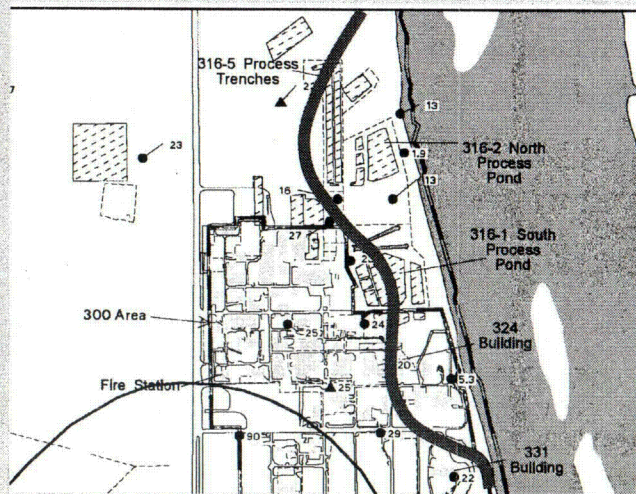 316-5 Process
Trenches
13
23
1.9
316-2 North
Process
Pond
13
16
27
316-1 South
Process
Pond
300 Area
25
24
324
Building
20
Fire Station
25
5.3
90
29
331
Building
22